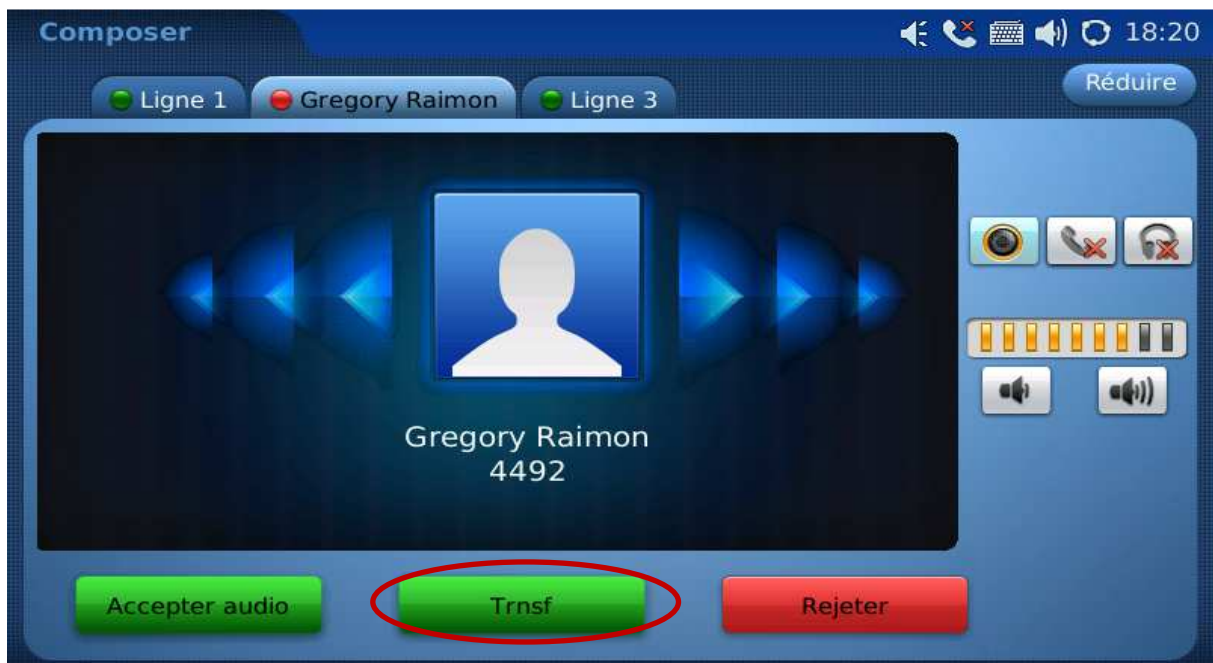 Composer
18:20
Ligne 1
Gregory Raimon
Ligne 3
Réduire
Gregory Raimon
4492
Accepter audio
Trnsf
Rejeter